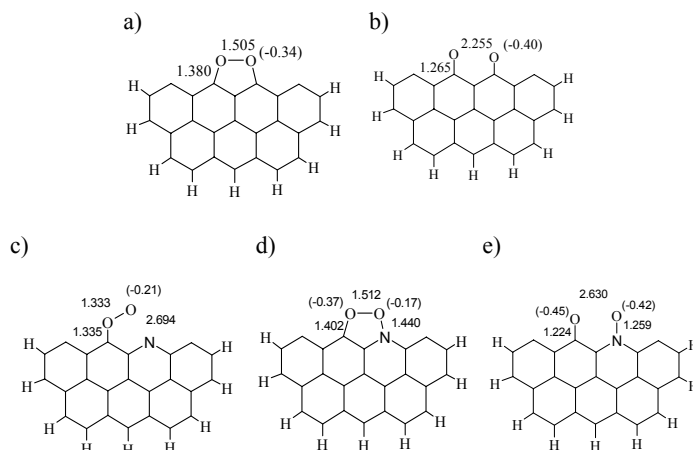 a)
1.505
O O (-0.34)
1.380
H H
H H
H H H
b)
2.255
O O (-0.40)
1.265
H H
H H
H H H
c)
(-0.21)
1.333 O
O 2.694
1.335 N
H H
H H
H H H
d)
1.512
(-0.37) O O (-0.17)
1.402 N 1.440
H H
H H
H H H
e)
2.630
(-0.45) O O (-0.42)
1.224 N 1.259
H H
H H
H H H